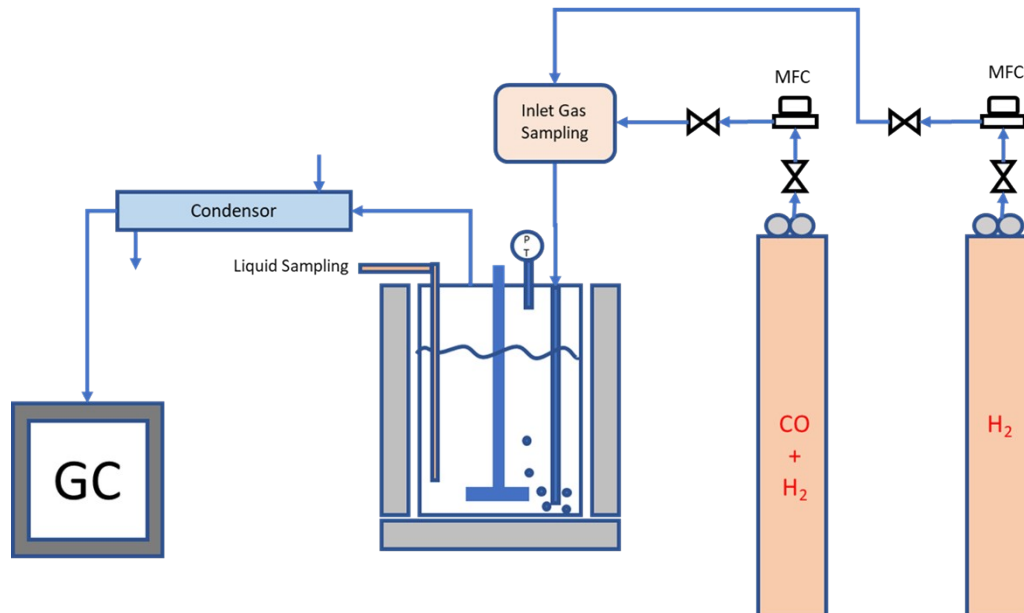 MFC
MFC
Inlet Gas
Sampling
Condensor
P
T
Liquid Sampling
CO
+
H₂
H₂
GC